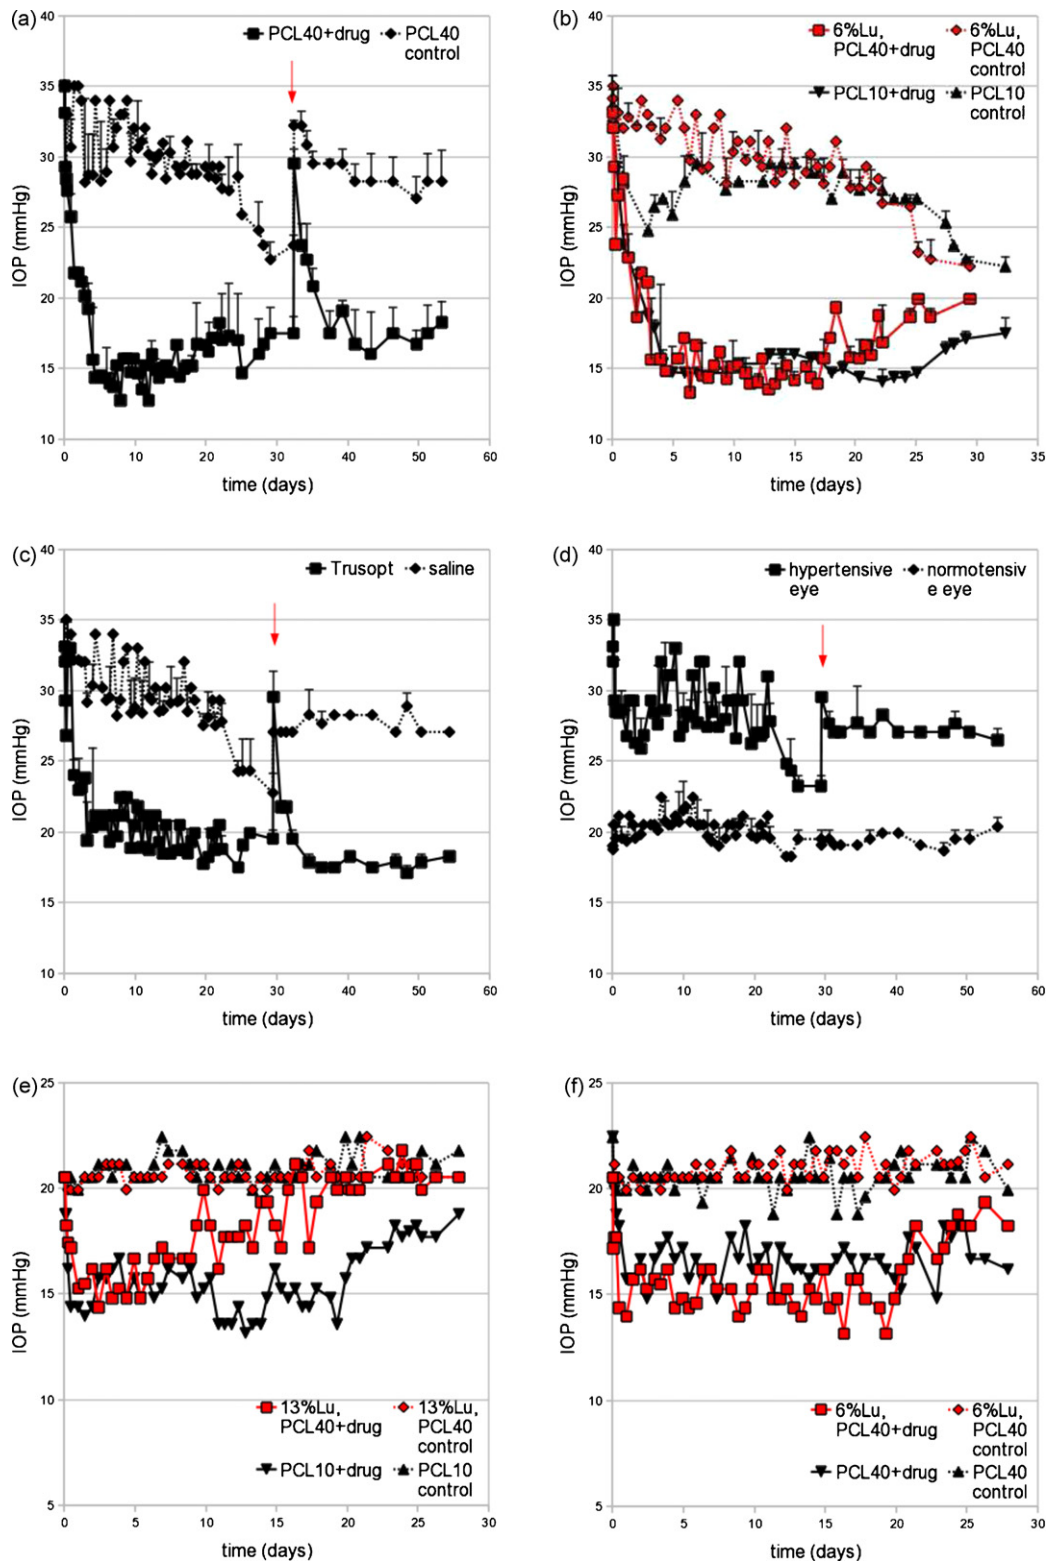 (a)
40
35
30
25
20
15
10
IOP (mmHg)
PCL40+drug
PCL40
control
0 10 20 30 40 50 60
time (days)
(b)
40
35
30
25
20
15
10
IOP (mmHg)
6%Lu,
PCL40+drug
6%Lu,
PCL40
control
PCL10+drug
PCL10
control
0 5 10 15 20 25 30 35
time (days)
(c)
40
35
30
25
20
15
10
IOP (mmHg)
Trusopt
saline
0 10 20 30 40 50 60
time (days)
(d)
40
35
30
25
20
15
10
IOP (mmHg)
hypertensive
eye
normotensiv
e eye
0 10 20 30 40 50 60
time (days)
(e)
25
20
15
10
5
IOP (mmHg)
13%Lu,
PCL40+drug
13%Lu,
PCL40
control
PCL10+drug
PCL10
control
0 5 10 15 20 25 30
time (days)
(f)
25
20
15
10
5
IOP (mmHg)
6%Lu,
PCL40+drug
6%Lu,
PCL40
control
PCL40+drug
PCL40
control
0 5 10 15 20 25 30
time (days)